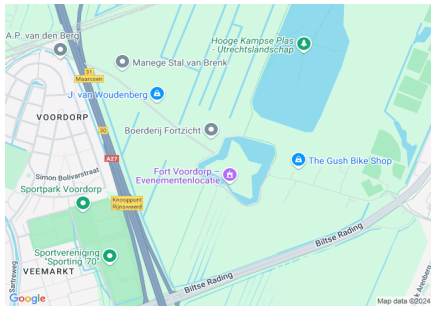 A.P. van den Berg
Hooge Kampse Plas
- Utrechtslandschap
Manege Stal van Brenk
31
Maarssen
J. van Woudenberg
VOORDORP
30
Boerderij Fortzicht
A27
The Gush Bike Shop
Simon Bolivarstraat
Fort Voordorp –
Evenementenlocatie
Sportpark Voordorp
Knooppunt
Rijnsweerd
Biltse Rading
Sportvereniging
"Sporting '70"
VEEMARKT
Sartreweg
Biltse Rading
k Arenberg
Google
Map data ©2024